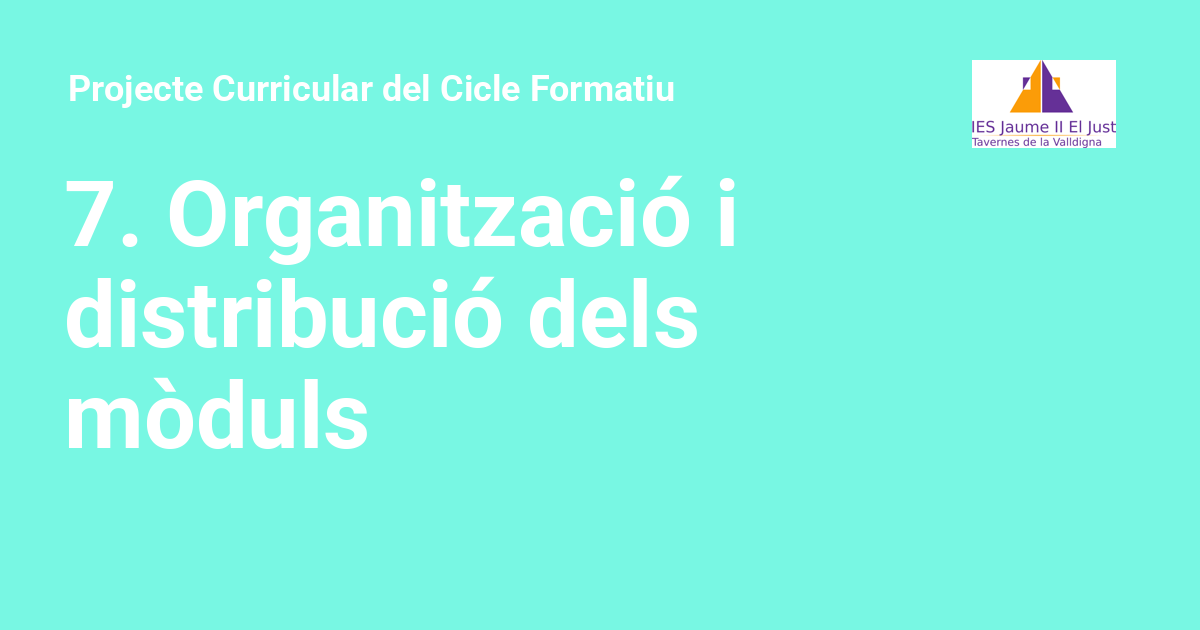 Projecte Curricular del Cicle Formatiu
IES Jaume II El Just
Tavernes de la Valldigna
7. Organització i
distribució dels
mòduls